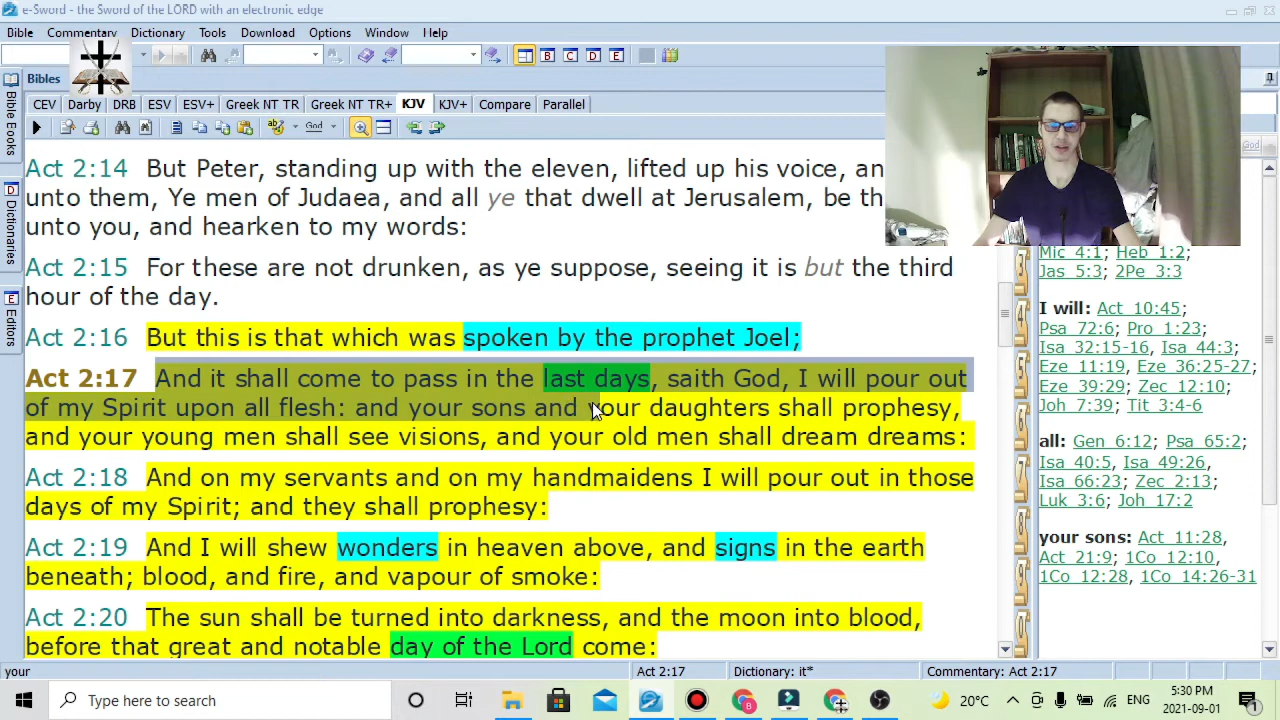 e-Sword - the Sword of the LORD with an electronic edge
Bible Commentary Dictionary Tools Download Options Window Help
B C D E
Bibles
CEV Darby DRB ESV ESV+ Greek NT TR Greek NT TR+ KJV KJV+ Compare Parallel
God
God
Bible Books
D Dictionaries
E Editors
Act 2:14 But Peter, standing up with the eleven, lifted up his voice, an
unto them, Ye men of Judaea, and all ye that dwell at Jerusalem, be th
unto you, and hearken to my words:
Act 2:15 For these are not drunken, as ye suppose, seeing it is but the third
hour of the day.
Act 2:16 But this is that which was spoken by the prophet Joel;
Act 2:17 And it shall come to pass in the last days, saith God, I will pour out
of my Spirit upon all flesh: and your sons and your daughters shall prophesy,
and your young men shall see visions, and your old men shall dream dreams:
Act 2:18 And on my servants and on my handmaidens I will pour out in those
days of my Spirit; and they shall prophesy:
Act 2:19 And I will shew wonders in heaven above, and signs in the earth
beneath; blood, and fire, and vapour of smoke:
Act 2:20 The sun shall be turned into darkness, and the moon into blood,
before that great and notable day of the Lord come:
3
4
5
6
7
8
9
Mic 4:1; Heb 1:2;
Jas 5:3; 2Pe 3:3
I will: Act 10:45;
Psa 72:6; Pro 1:23;
Isa 32:15-16, Isa 44:3;
Eze 11:19, Eze 36:25-27;
Eze 39:29; Zec 12:10;
Joh 7:39; Tit 3:4-6
all: Gen 6:12; Psa 65:2;
Isa 40:5, Isa 49:26,
Isa 66:23; Zec 2:13;
Luk 3:6; Joh 17:2
your sons: Act 11:28,
Act 21:9; 1Co 12:10,
1Co 12:28, 1Co 14:26-31
your Act 2:17 Dictionary: it* Commentary: Act 2:17
Type here to search
20°C ENG 5:30 PM
2021-09-01
1